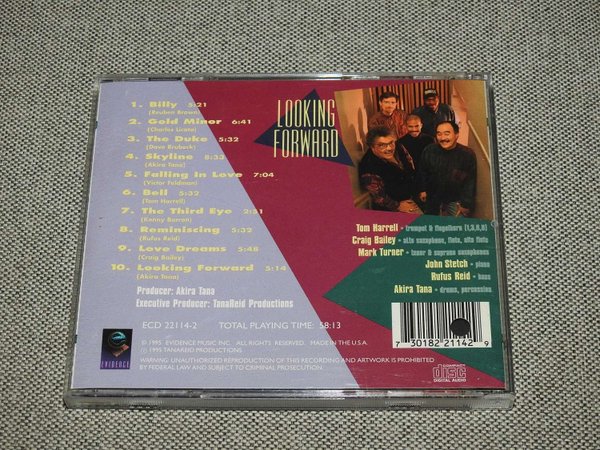 LOOKING
FORWARD
1. Billy 5:21
(Reuben Brown)
2. Gold Minor 6:41
(Charles Licata)
3. The Duke 5:32
(Dave Brubeck)
4. Skyline 8:33
(Akira Tana)
5. Falling in Love 7:04
(Victor Feldman)
6. Bell 5:32
(Tom Harrell)
7. The Third Eye 2:51
(Kenny Barron)
8. Reminiscing 5:32
(Rufus Reid)
9. Love Dreams 5:48
(Craig Bailey)
10. Looking Forward 5:14
(Akira Tana)
Producer: Akira Tana
Executive Producer: TanaReid Productions
Tom Harrell • trumpet & flugelhorn
Craig Bailey • alto saxophone, flute, alto flute
Mark Turner • tenor & soprano saxophones
John Stetch • piano
Rufus Reid • bass
Akira Tana • drums, percussion
ECD 22114-2 TOTAL PLAYING TIME: 58:13
© 1995 EVIDENCE MUSIC INC. ALL RIGHTS RESERVED. MADE IN THE U.S.A.
℗ 1995 TANAREID PRODUCTIONS
WARNING: UNAUTHORIZED REPRODUCTION OF THIS RECORDING AND ARTWORK IS PROHIBITED
BY FEDERAL LAW AND SUBJECT TO CRIMINAL PROSECUTION.
EVIDENCE
7 30182 21142 9
COMPACT
disc
DIGITAL AUDIO